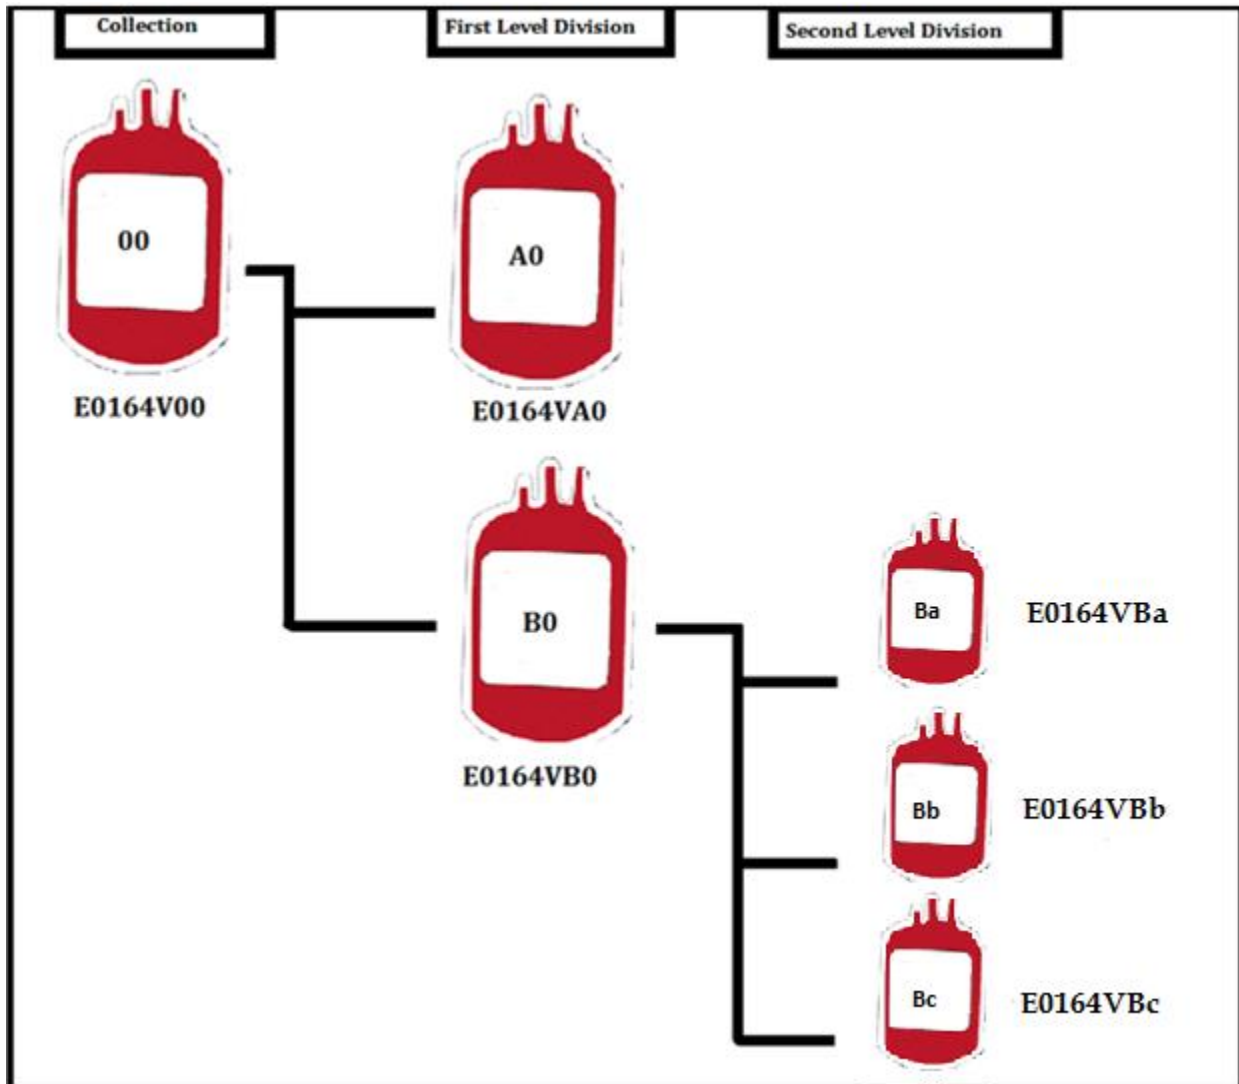 Collection
First Level Division
Second Level Division
00
E0164V00
A0
E0164VA0
B0
E0164VB0
Ba
E0164VBa
Bb
E0164VBb
Bc
E0164VBc